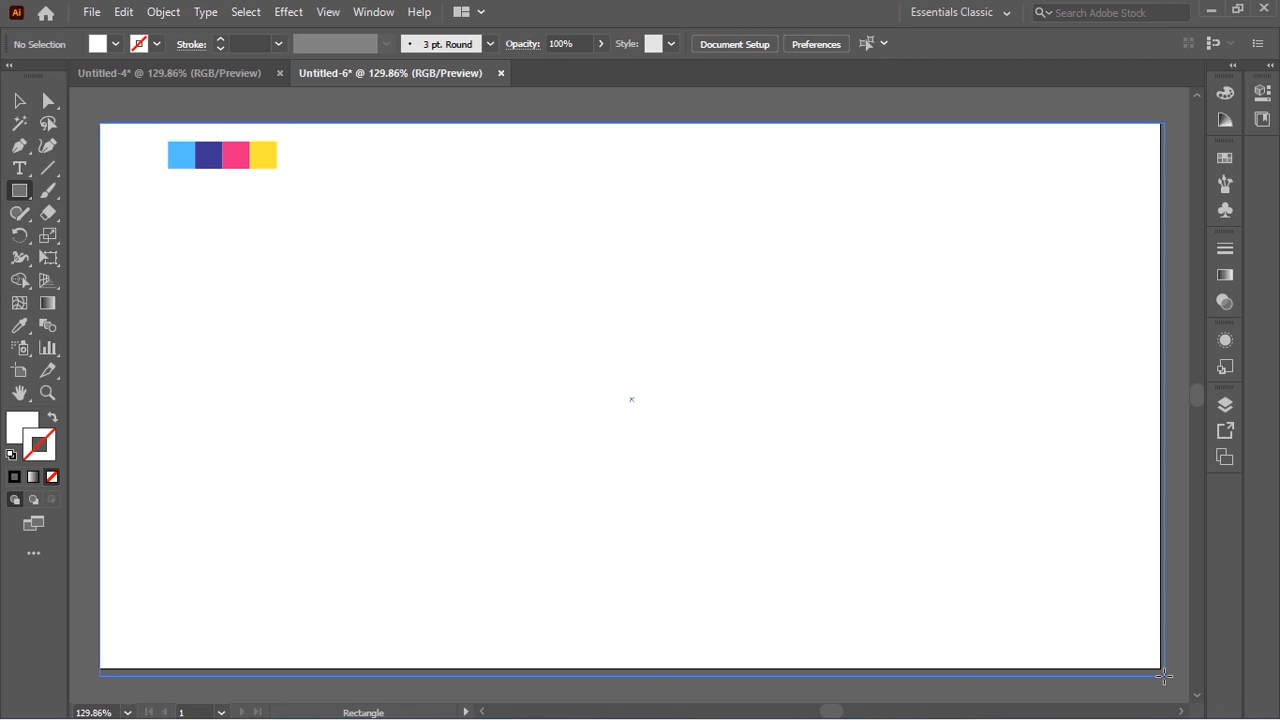 Ai File Edit Object Type Select Effect View Window Help Essentials Classic Search Adobe Stock
No Selection Stroke: 3 pt. Round Opacity: 100% Style: Document Setup Preferences
Untitled-4* @ 129.86% (RGB/Preview) Untitled-6* @ 129.86% (RGB/Preview)
129.86% 1 Rectangle